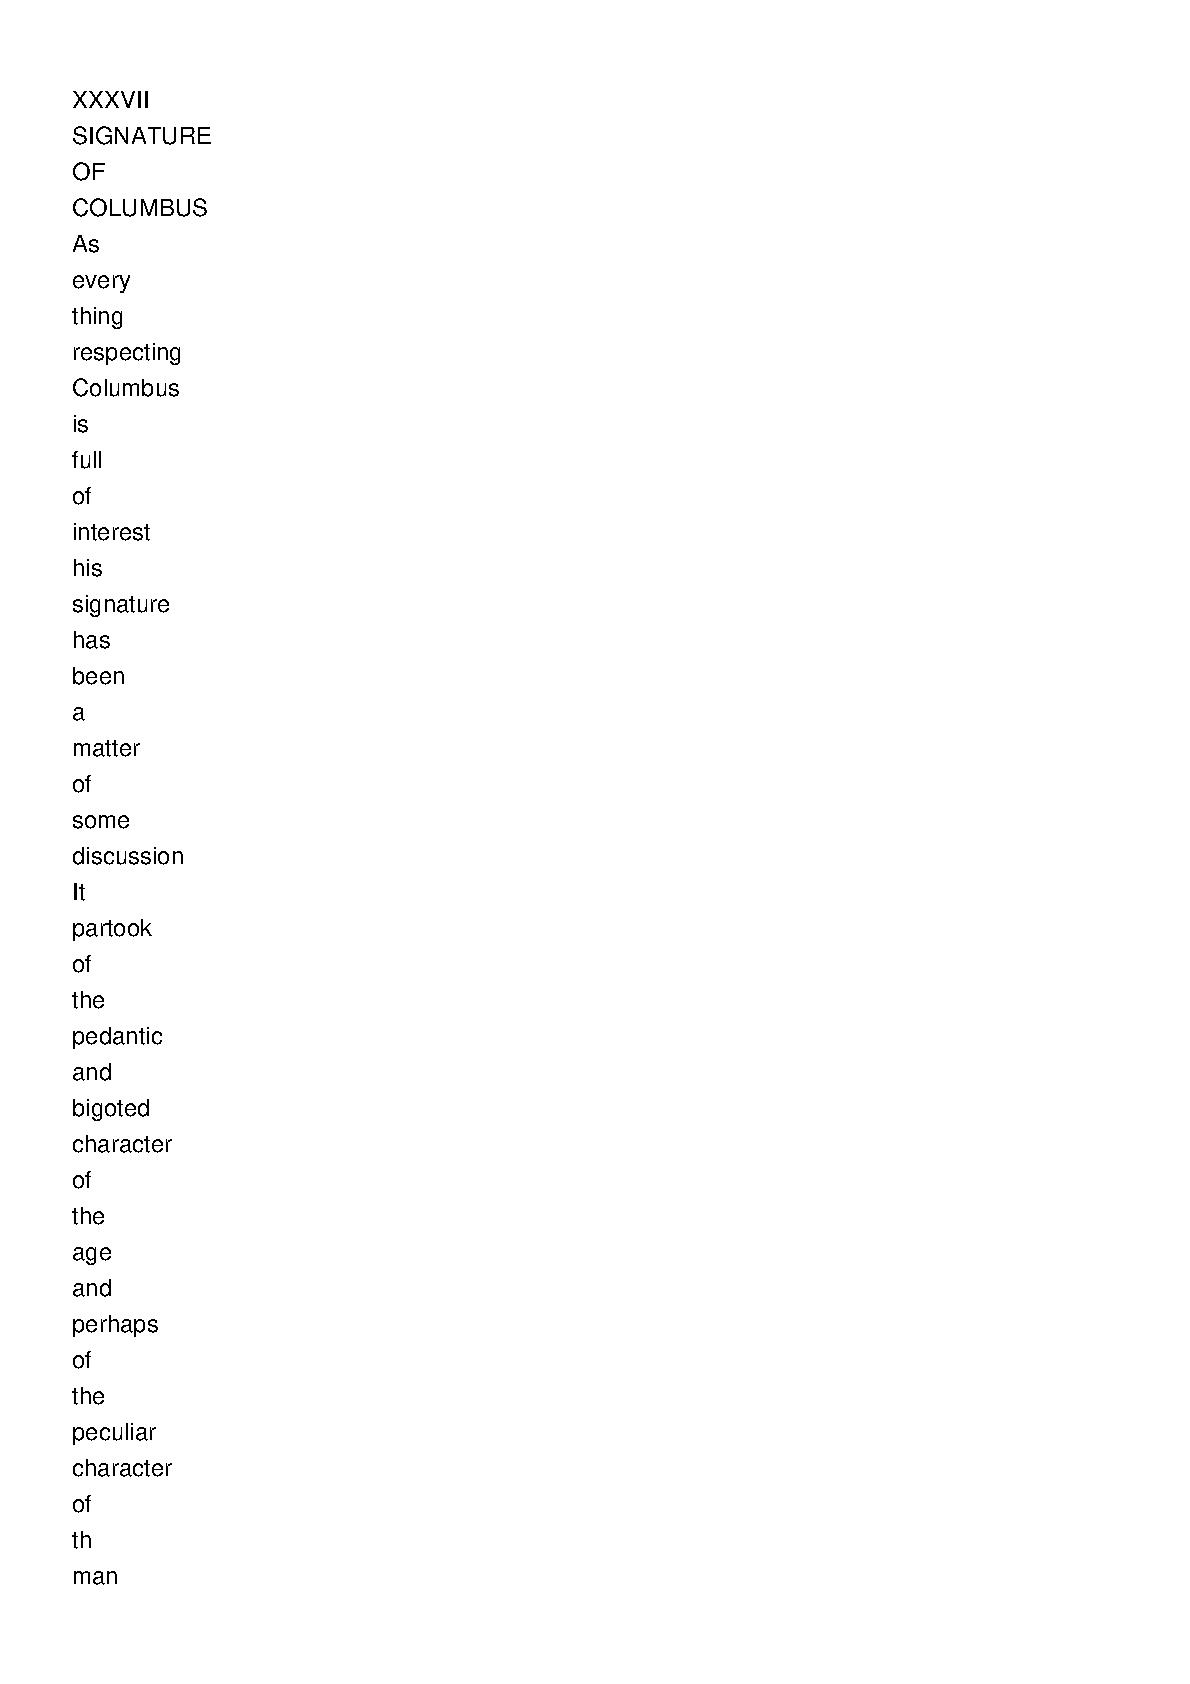 XXXVII
SIGNATURE
OF
COLUMBUS
As
every
thing
respecting
Columbus
is
full
of
interest
his
signature
has
been
a
matter
of
some
discussion
It
partook
of
the
pedantic
and
bigoted
character
of
the
age
and
perhaps
of
the
peculiar
character
of
th
man